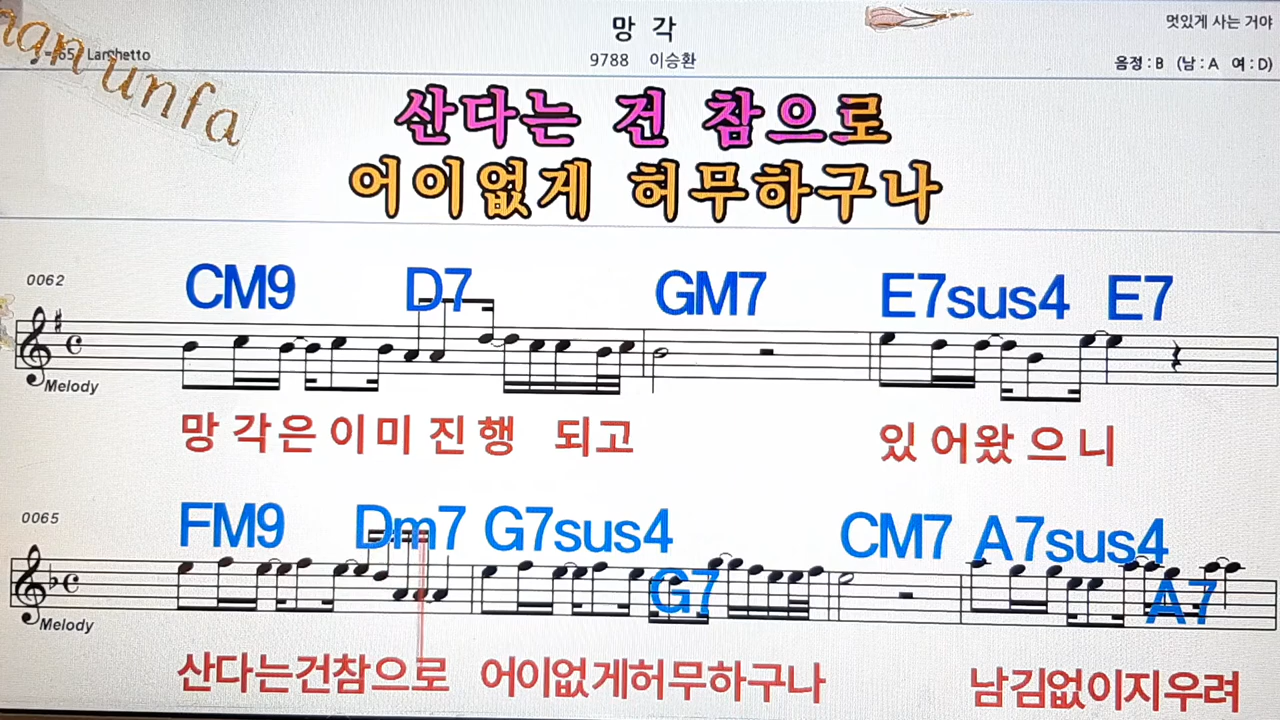 망 각
멋있게 사는 거야
=65 Larghetto
9788 이승환
음정 : B (남 : A 여 : D)
unfa
산다는 건 참으로
어이없게 허무하구나
0062
CM9 D7 GM7 E7sus4 E7
Melody
망 각 은 이 미 진 행 되고 있 어왔 으 니
0065
FM9 Dm7 G7sus4 G7 CM7 A7sus4 A7
Melody
산다는건참으로 어이없게허무하구나 남김없이지우려